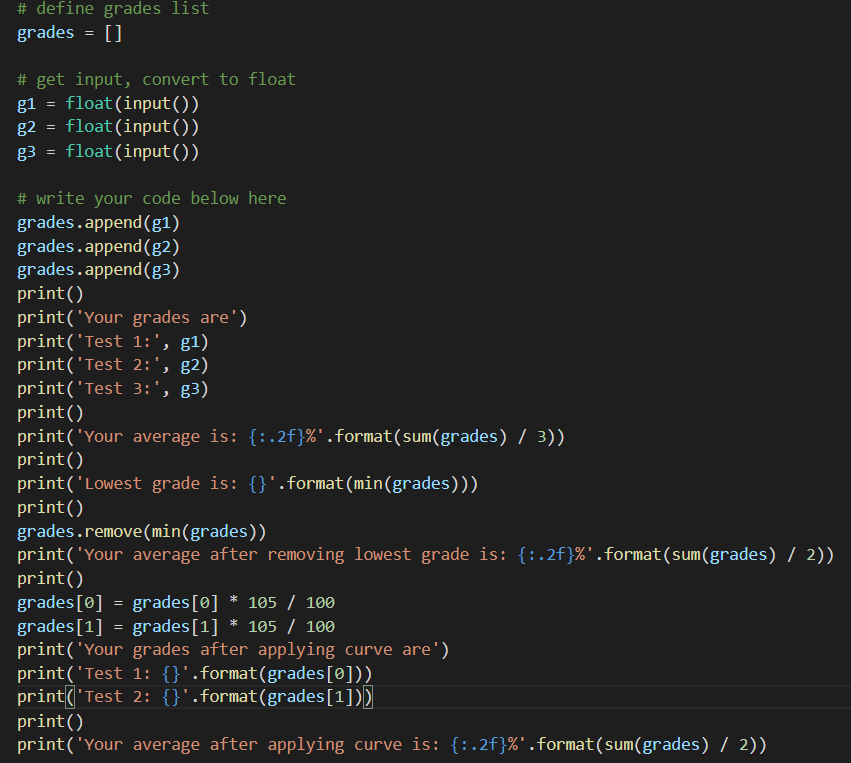 # define grades list
grades = []
# get input, convert to float
g1 = float(input())
g2 = float(input())
g3 = float(input())
# write your code below here
grades.append(g1)
grades.append(g2)
grades.append(g3)
print()
print('Your grades are')
print('Test 1:', g1)
print('Test 2:', g2)
print('Test 3:', g3)
print()
print('Your average is: {:.2f}%'.format(sum(grades) / 3))
print()
print('Lowest grade is: {}'.format(min(grades)))
print()
grades.remove(min(grades))
print('Your average after removing lowest grade is: {:.2f}%'.format(sum(grades) / 2))
print()
grades[0] = grades[0] * 105 / 100
grades[1] = grades[1] * 105 / 100
print('Your grades after applying curve are')
print('Test 1: {}'.format(grades[0]))
print('Test 2: {}'.format(grades[1]))
print()
print('Your average after applying curve is: {:.2f}%'.format(sum(grades) / 2))